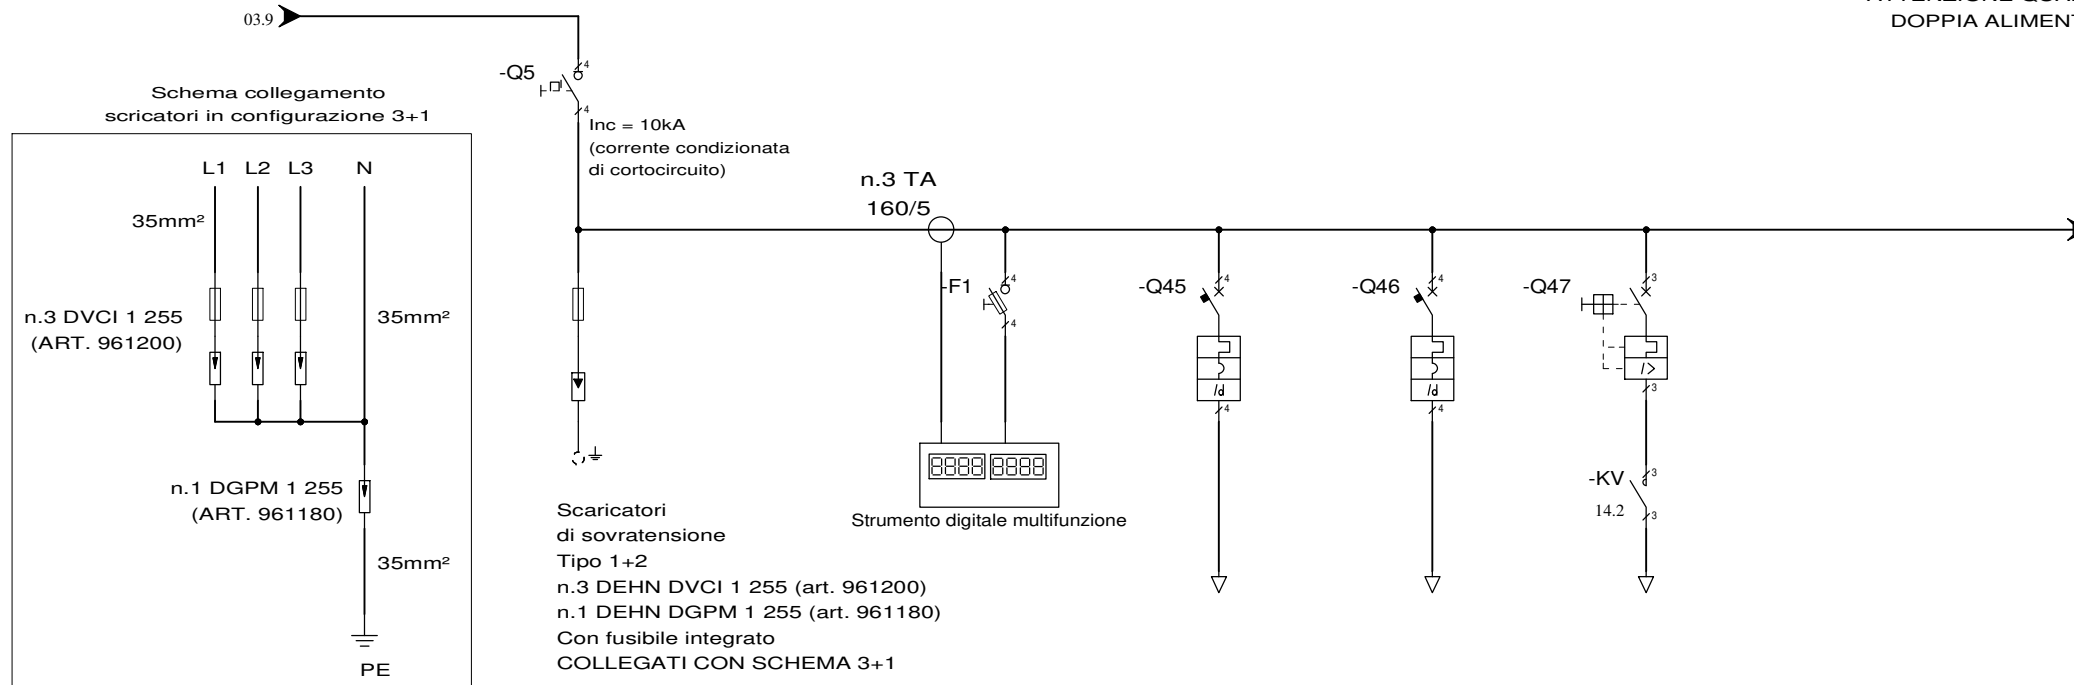 03.9
DOPPIA ALIMENT
-Q5
4
4
Schema collegamento
scricatori in configurazione 3+1
Inc = 10kA
(corrente condizionata
di cortocircuito)
L1 L2 L3 N
35mm²
n.3 TA
160/5
-F1
4
4
-Q45
4
-Q46
4
-Q47
3
n.3 DVCI 1 255
(ART. 961200)
35mm²
/d
4
/d
4
/>
3
8888 8888
Strumento digitale multifunzione
-KV
14.2
3
3
n.1 DGPM 1 255
(ART. 961180)
35mm²
PE
Scaricatori
di sovratensione
Tipo 1+2
n.3 DEHN DVCI 1 255 (art. 961200)
n.1 DEHN DGPM 1 255 (art. 961180)
Con fusibile integrato
COLLEGATI CON SCHEMA 3+1